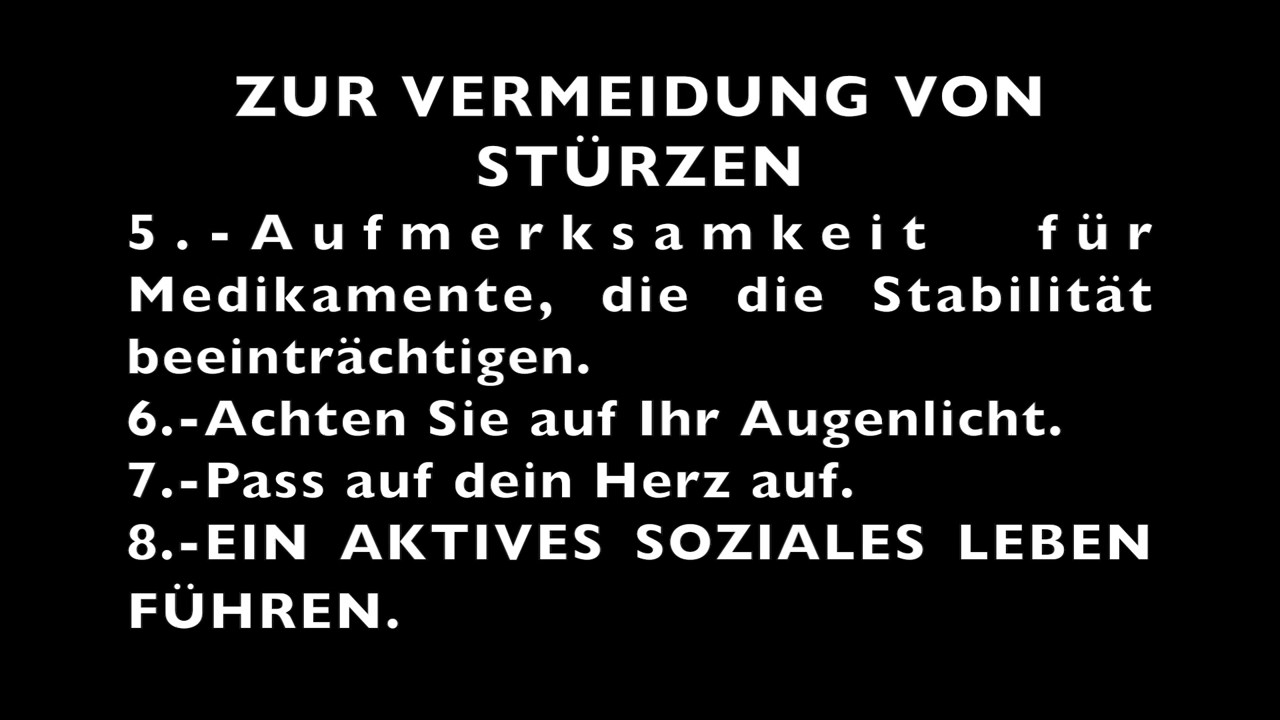 ZUR VERMEIDUNG VON
STÜRZEN
5.-Aufmerksamkeit für
Medikamente, die die Stabilität
beeinträchtigen.
6.-Achten Sie auf Ihr Augenlicht.
7.-Pass auf dein Herz auf.
8.-EIN AKTIVES SOZIALES LEBEN
FÜHREN.